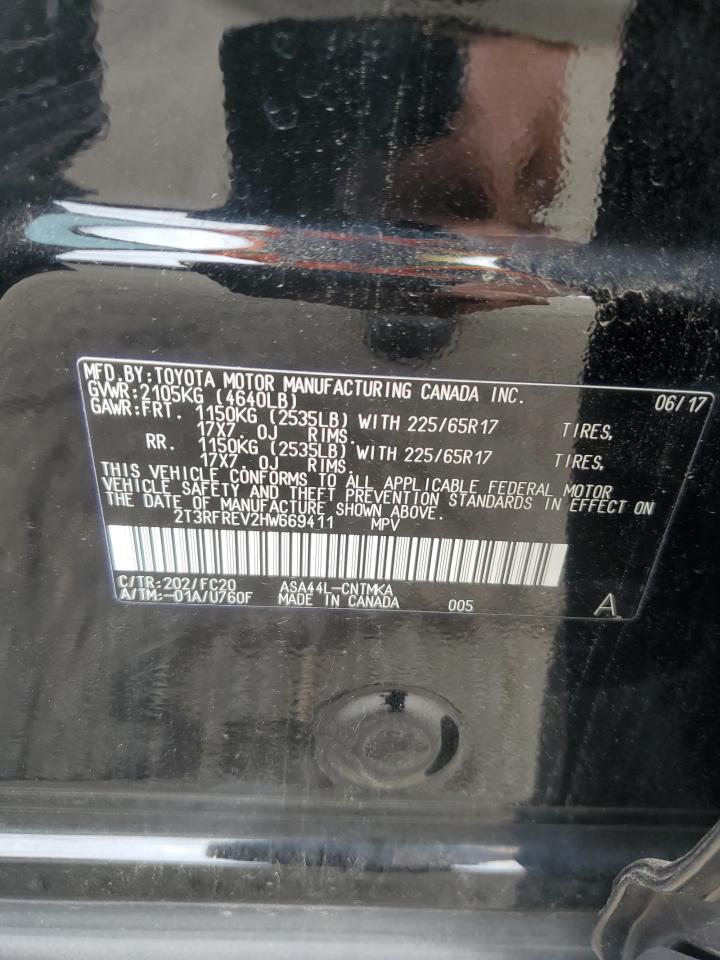 MFD.BY:TOYOTA MOTOR MANUFACTURING CANADA INC. 06/17
GVWR:2105KG (4640LB)
GAWR:FRT. 1150KG (2535LB) WITH 225/65R17 TIRES,
17X7. 0J RIMS.
RR. 1150KG (2535LB) WITH 225/65R17 TIRES,
17X7. 0J RIMS.
THIS VEHICLE CONFORMS TO ALL APPLICABLE FEDERAL MOTOR
VEHICLE SAFETY AND THEFT PREVENTION STANDARDS IN EFFECT ON
THE DATE OF MANUFACTURE SHOWN ABOVE.
2T3RFREV2HW669411 MPV
C/TR:202/FC20 ASA44L-CNTMKA
A/TM:-01A/U760F MADE IN CANADA 005 A